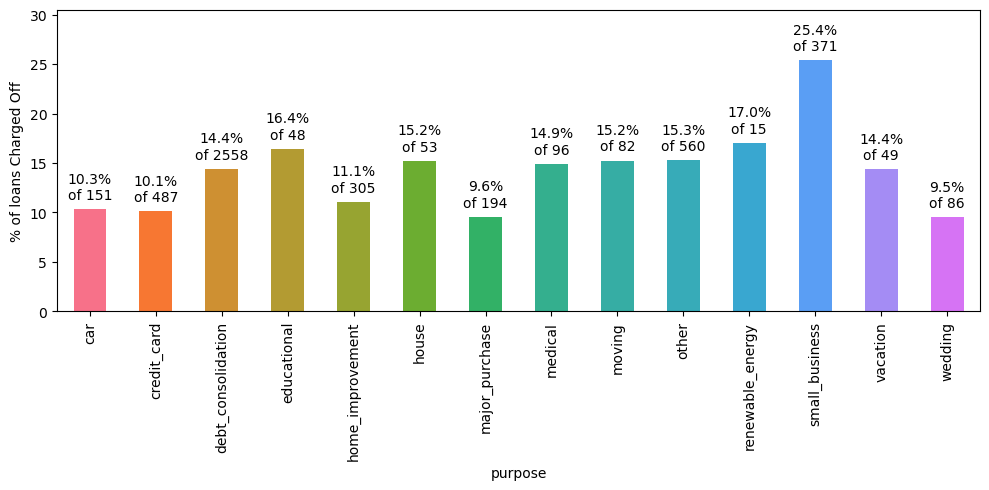 % of loans Charged Off
30
25
20
15
10
5
0
10.3%
of 151
10.1%
of 487
14.4%
of 2558
16.4%
of 48
11.1%
of 305
15.2%
of 53
9.6%
of 194
14.9%
of 96
15.2%
of 82
15.3%
of 560
17.0%
of 15
25.4%
of 371
14.4%
of 49
9.5%
of 86
car
credit_card
debt_consolidation
educational
home_improvement
house
major_purchase
medical
moving
other
renewable_energy
small_business
vacation
wedding
purpose